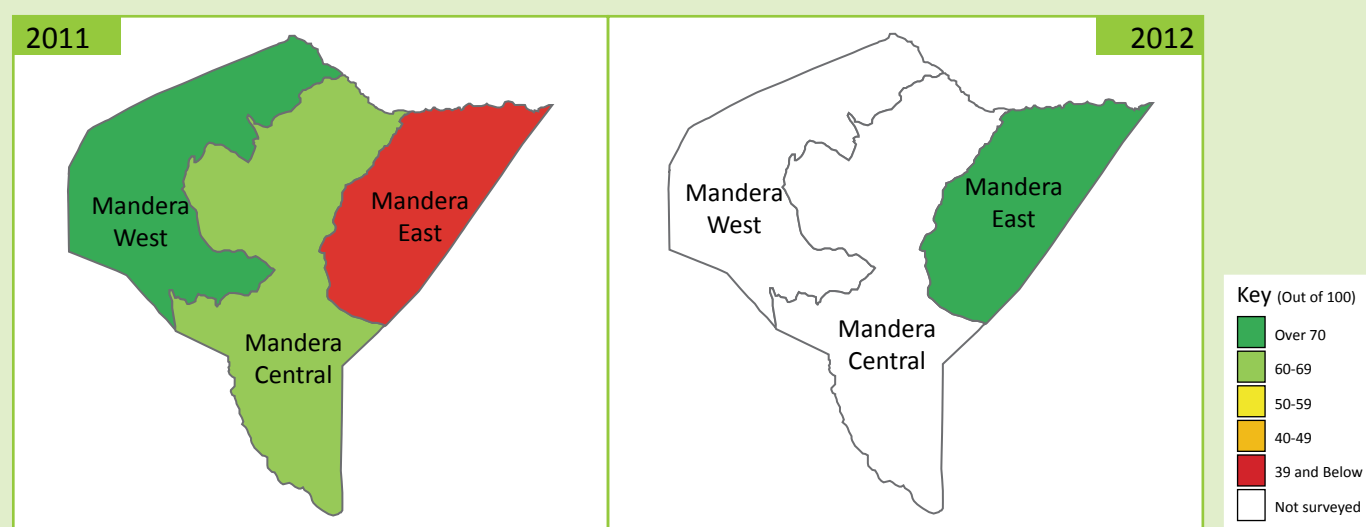 2011
Mandera
West
Mandera
East
Mandera
Central
2012
Mandera
West
Mandera
East
Mandera
Central
Key (Out of 100)
Over 70
60-69
50-59
40-49
39 and Below
Not surveyed